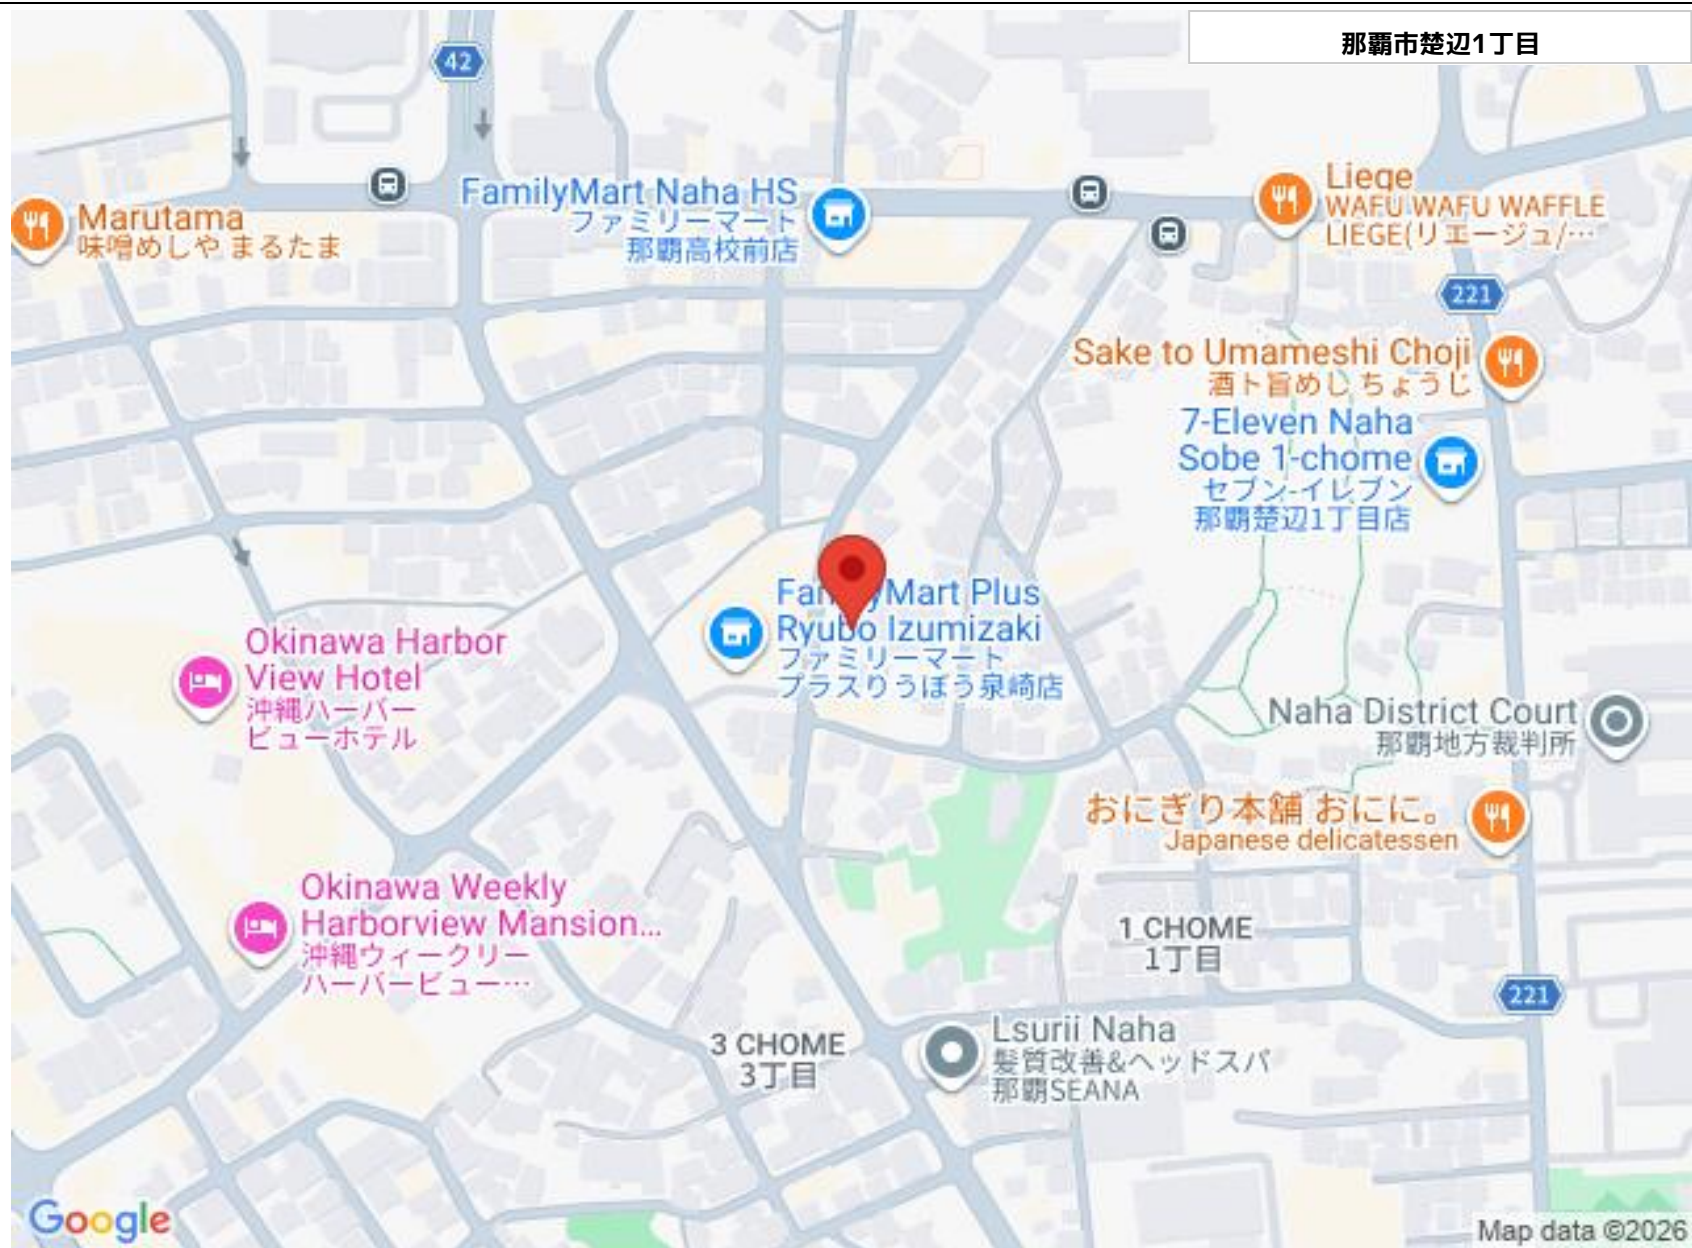 那覇市楚辺1丁目
42
FamilyMart Naha HS
ファミリーマート
那覇高校前店
Marutama
味噌めしや まるたま
Liege
WAFU WAFU WAFFLE
LIEGE(リエージュ/…
221
Sake to Umameshi Choji
酒ト旨めし ちょうじ
7-Eleven Naha
Sobe 1-chome
セブン-イレブン
那覇楚辺1丁目店
FamilyMart Plus
Ryubo Izumizaki
ファミリーマート
プラスりうぼう泉崎店
Okinawa Harbor
View Hotel
沖縄ハーバー
ビューホテル
Naha District Court
那覇地方裁判所
おにぎり本舗 おにに。
Japanese delicatessen
Okinawa Weekly
Harborview Mansion...
沖縄ウィークリー
ハーバービュー…
1 CHOME
1丁目
221
3 CHOME
3丁目
Lsurii Naha
髪質改善&ヘッドスパ
那覇SEANA
Google
Map data ©2026